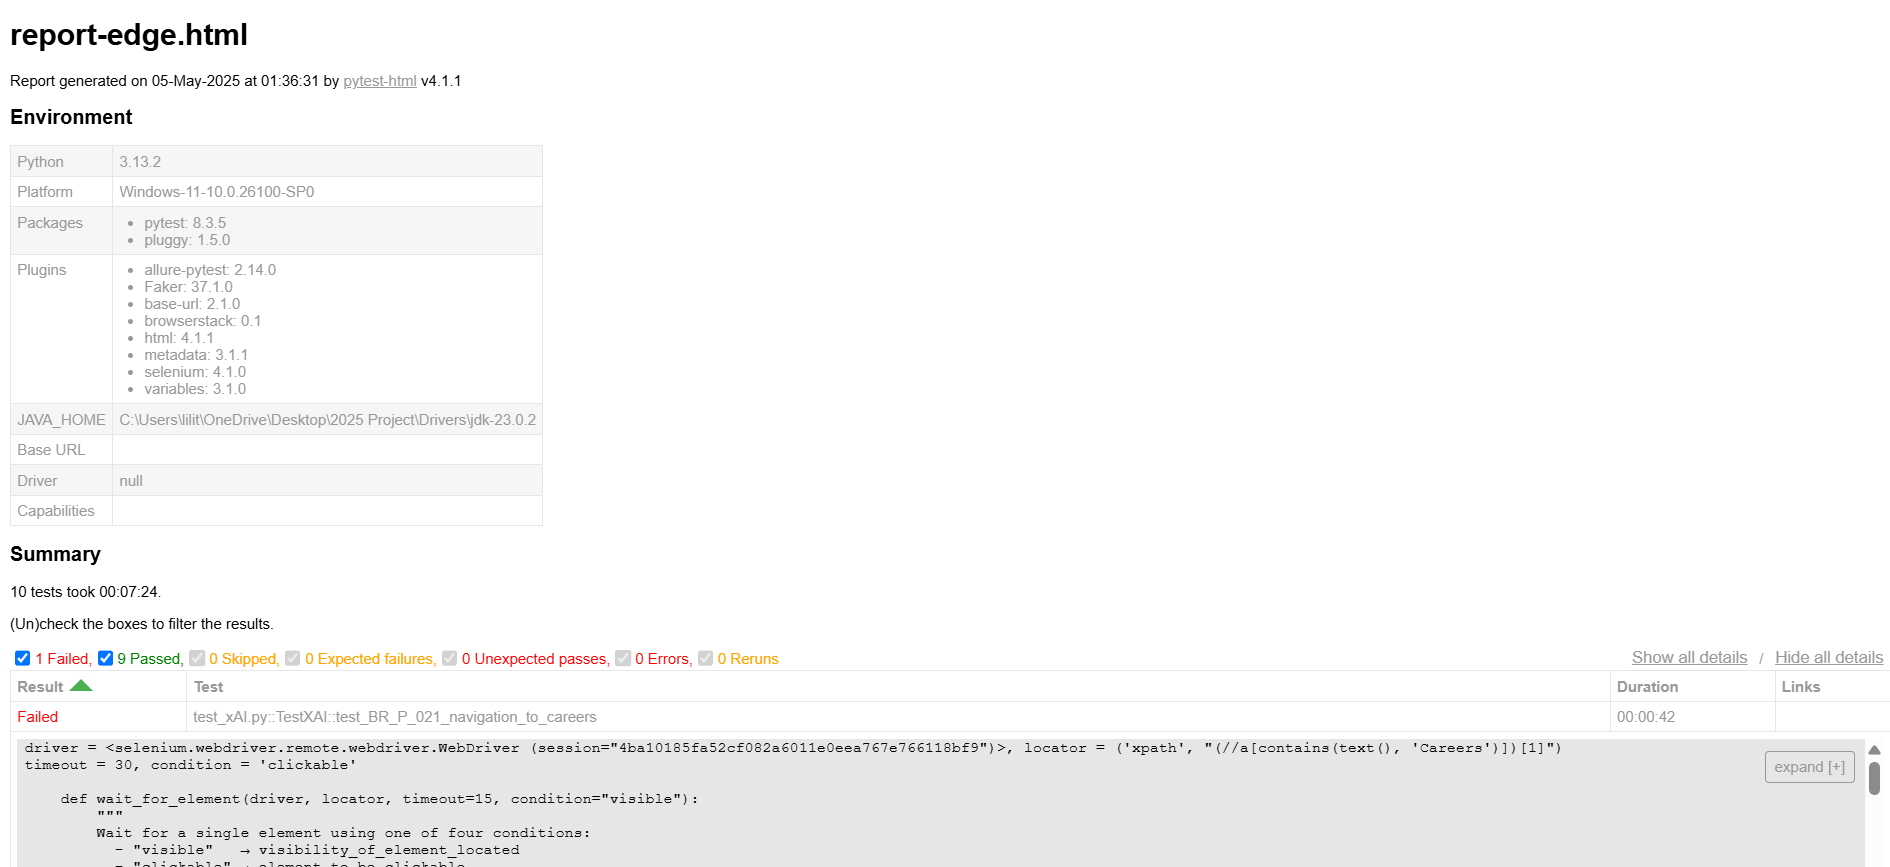 report-edge.html
Report generated on 05-May-2025 at 01:36:31 by pytest-html v4.1.1
Environment
Python 3.13.2
Platform Windows-11-10.0.26100-SP0
Packages
• pytest: 8.3.5
• pluggy: 1.5.0
Plugins
• allure-pytest: 2.14.0
• Faker: 37.1.0
• base-url: 2.1.0
• browserstack: 0.1
• html: 4.1.1
• metadata: 3.1.1
• selenium: 4.1.0
• variables: 3.1.0
JAVA_HOME C:\Users\lilit\OneDrive\Desktop\2025 Project\Drivers\jdk-23.0.2
Base URL
Driver null
Capabilities
Summary
10 tests took 00:07:24.
(Un)check the boxes to filter the results.
1 Failed, 9 Passed, 0 Skipped, 0 Expected failures, 0 Unexpected passes, 0 Errors, 0 Reruns
Show all details / Hide all details
Result Test Duration Links
Failed test_xAI.py::TestXAI::test_BR_P_021_navigation_to_careers 00:00:42
driver = <selenium.webdriver.remote.webdriver.WebDriver (session="4ba10185fa52cf082a6011e0eea767e766118bf9")>, locator = ('xpath', "(//a[contains(text(), 'Careers')])[1]")
timeout = 30, condition = 'clickable'
expand [+]
def wait_for_element(driver, locator, timeout=15, condition="visible"):
"""
Wait for a single element using one of four conditions:
- "visible" → visibility_of_element_located
- "clickable" → element_to_be_clickable